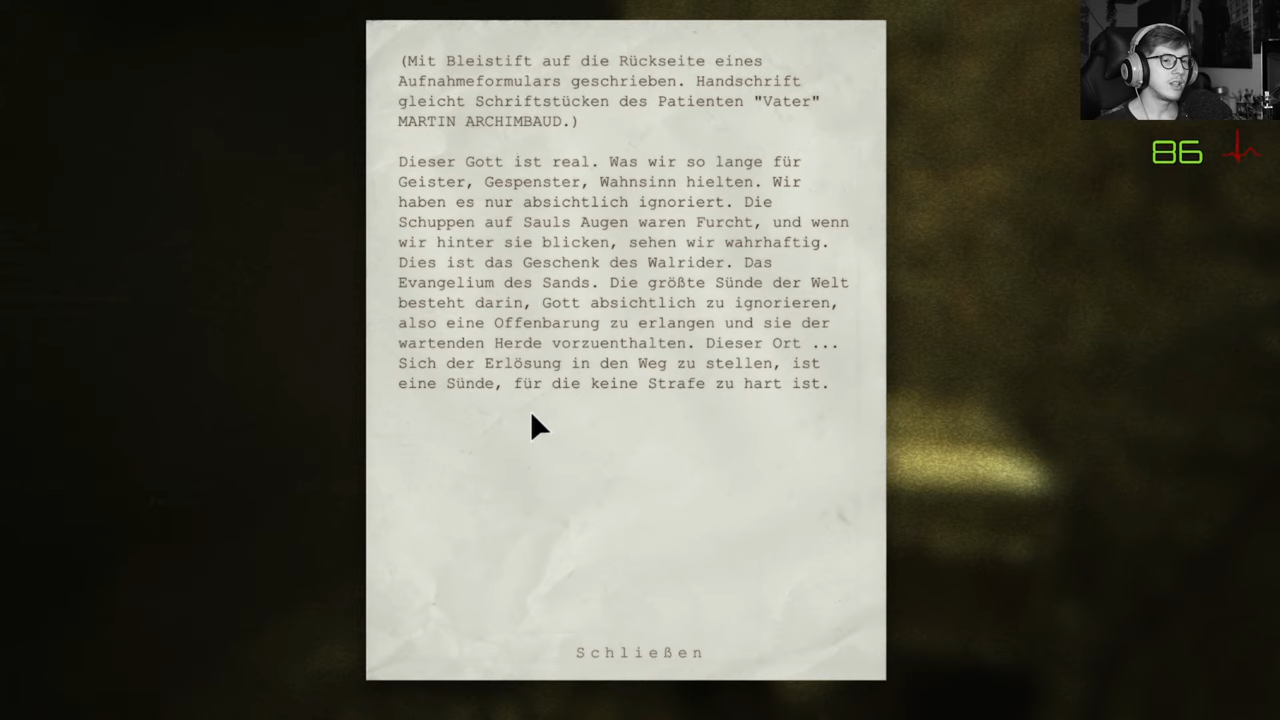 (Mit Bleistift auf die Rückseite eines
Aufnahmeformulars geschrieben. Handschrift
gleicht Schriftstücken des Patienten "Vater"
MARTIN ARCHIMBAUD.)
Dieser Gott ist real. Was wir so lange für
Geister, Gespenster, Wahnsinn hielten. Wir
haben es nur absichtlich ignoriert. Die
Schuppen auf Sauls Augen waren Furcht, und wenn
wir hinter sie blicken, sehen wir wahrhaftig.
Dies ist das Geschenk des Walrider. Das
Evangelium des Sands. Die größte Sünde der Welt
besteht darin, Gott absichtlich zu ignorieren,
also eine Offenbarung zu erlangen und sie der
wartenden Herde vorzuenthalten. Dieser Ort ...
Sich der Erlösung in den Weg zu stellen, ist
eine Sünde, für die keine Strafe zu hart ist.
Schließen
86